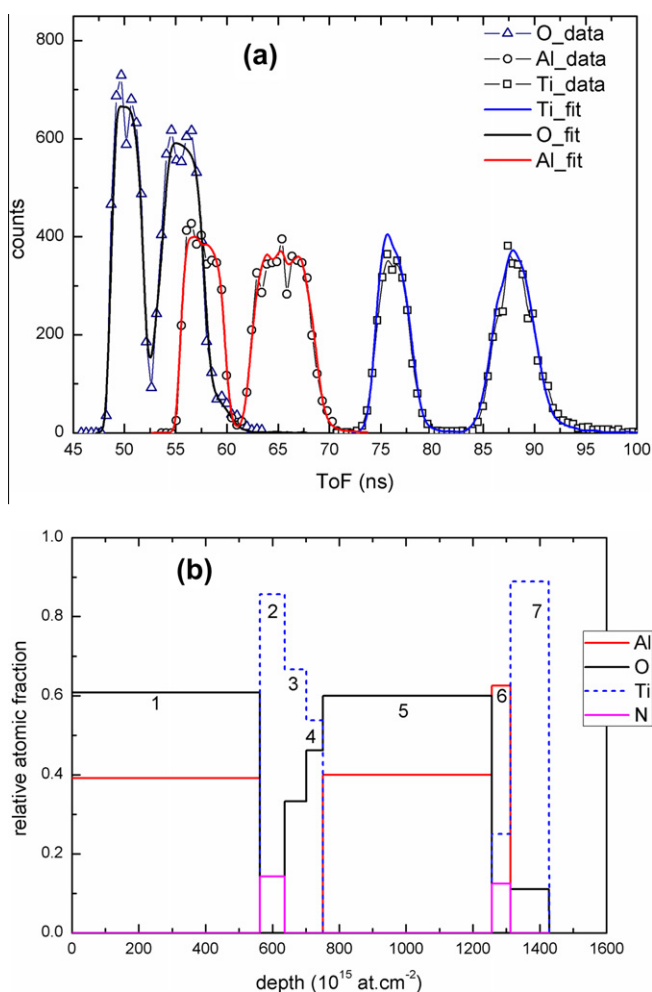 (a)
O_data
Al_data
Ti_data
Ti_fit
O_fit
Al_fit
800
600
400
200
0
counts
45 50 55 60 65 70 75 80 85 90 95 100
ToF (ns)
(b)
1.0
0.8
0.6
0.4
0.2
0.0
relative atomic fraction
1
2
3
4
5
6
7
Al
O
Ti
N
0 200 400 600 800 1000 1200 1400 1600
depth (10¹⁵ at.cm⁻²)